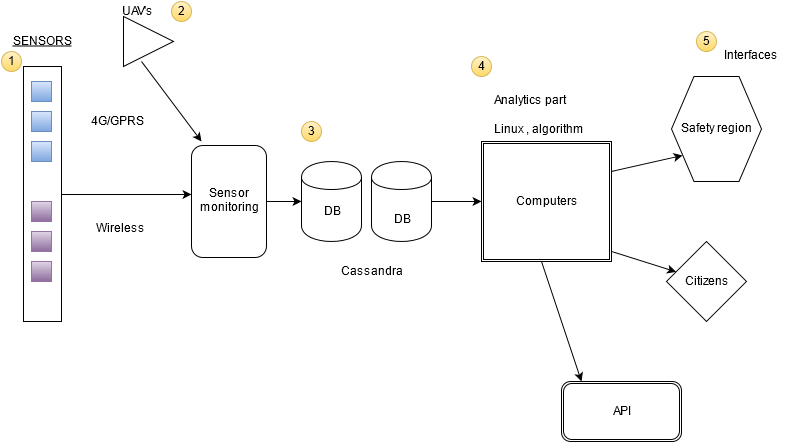 UAV's
2
SENSORS
1
4G/GPRS
Wireless
Sensor
monitoring
3
DB
DB
Cassandra
4
Analytics part
Linux , algorithm
Computers
5
Interfaces
Safety region
Citizens
API